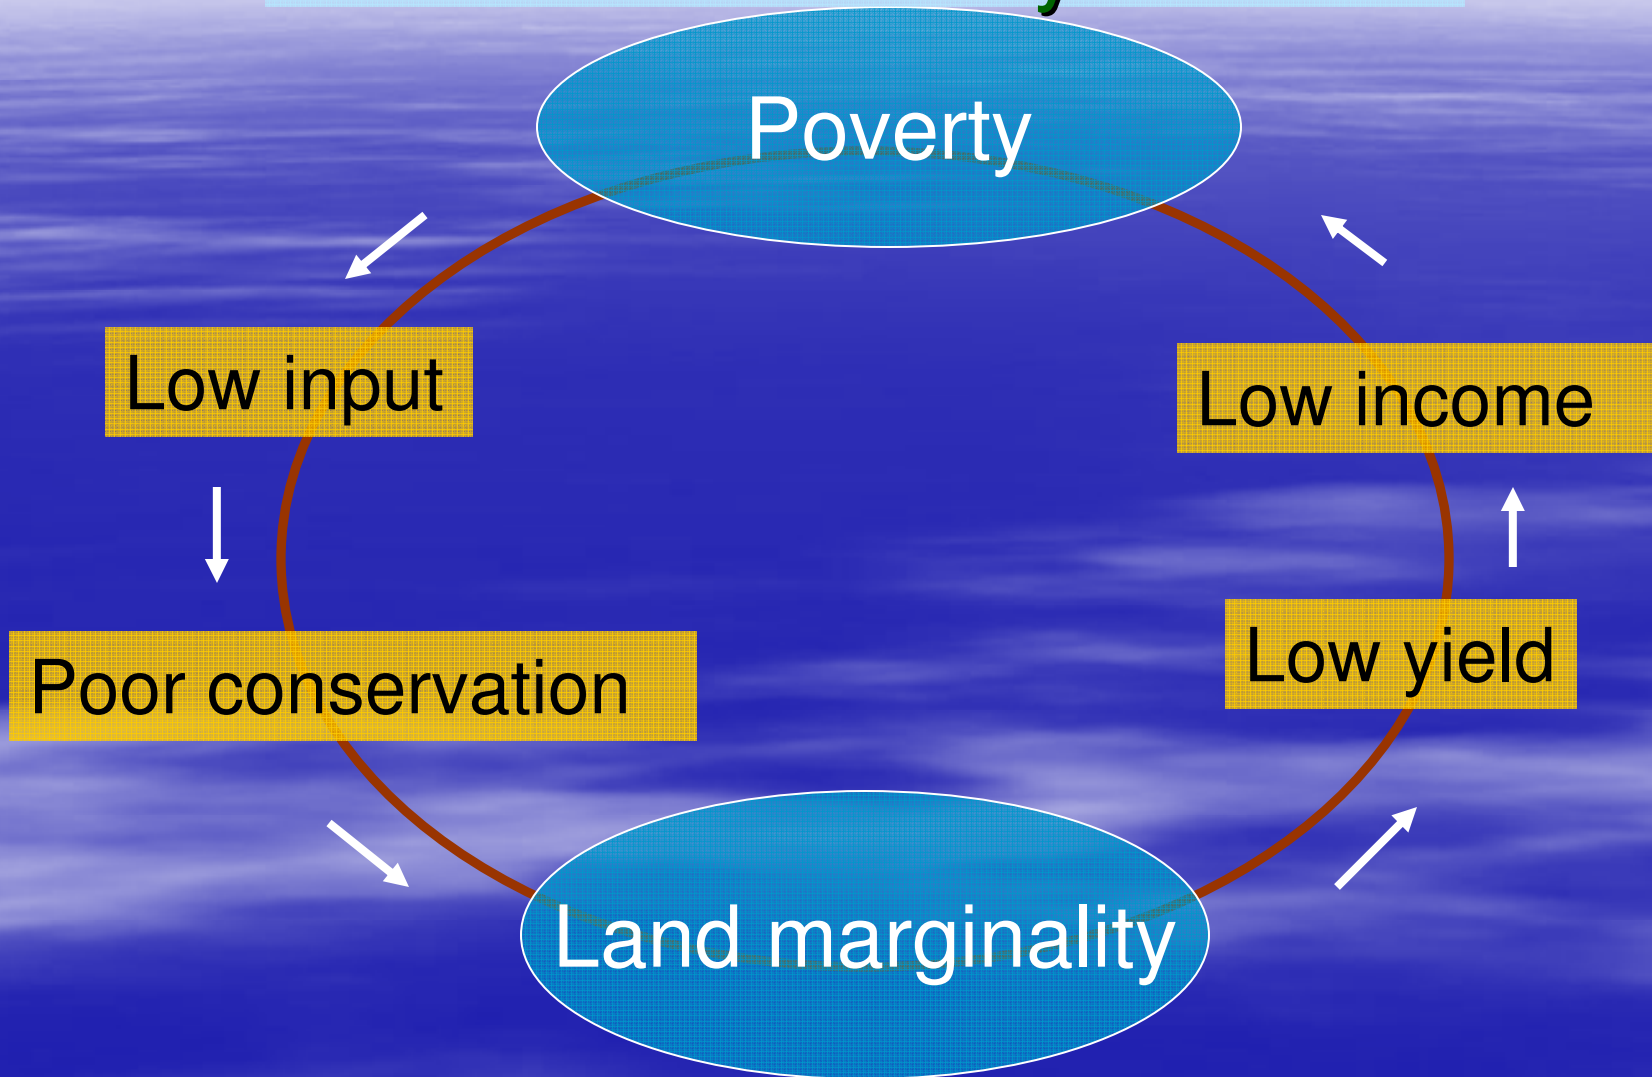 Poverty
Low input
Low income
Low yield
Poor conservation
Land marginality